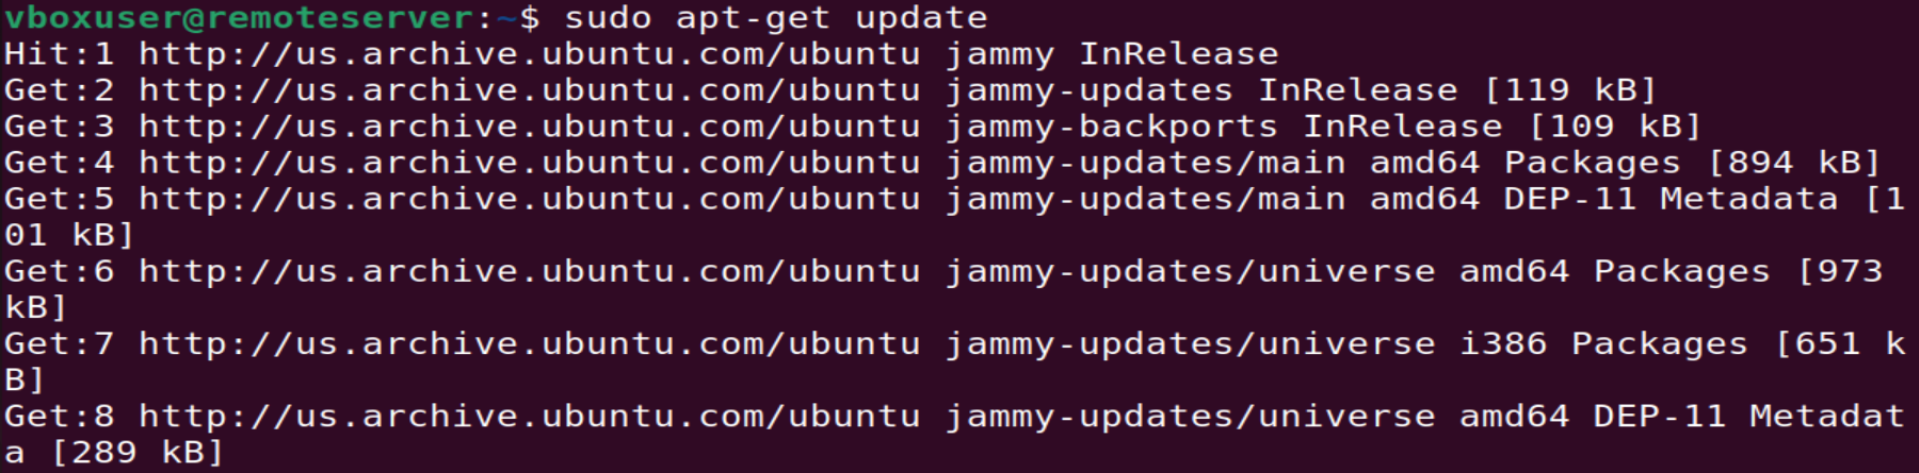 vboxuser@remoteserver:~$ sudo apt-get update
Hit:1 http://us.archive.ubuntu.com/ubuntu jammy InRelease
Get:2 http://us.archive.ubuntu.com/ubuntu jammy-updates InRelease [119 kB]
Get:3 http://us.archive.ubuntu.com/ubuntu jammy-backports InRelease [109 kB]
Get:4 http://us.archive.ubuntu.com/ubuntu jammy-updates/main amd64 Packages [894 kB]
Get:5 http://us.archive.ubuntu.com/ubuntu jammy-updates/main amd64 DEP-11 Metadata [1
01 kB]
Get:6 http://us.archive.ubuntu.com/ubuntu jammy-updates/universe amd64 Packages [973
kB]
Get:7 http://us.archive.ubuntu.com/ubuntu jammy-updates/universe i386 Packages [651 k
B]
Get:8 http://us.archive.ubuntu.com/ubuntu jammy-updates/universe amd64 DEP-11 Metadat
a [289 kB]